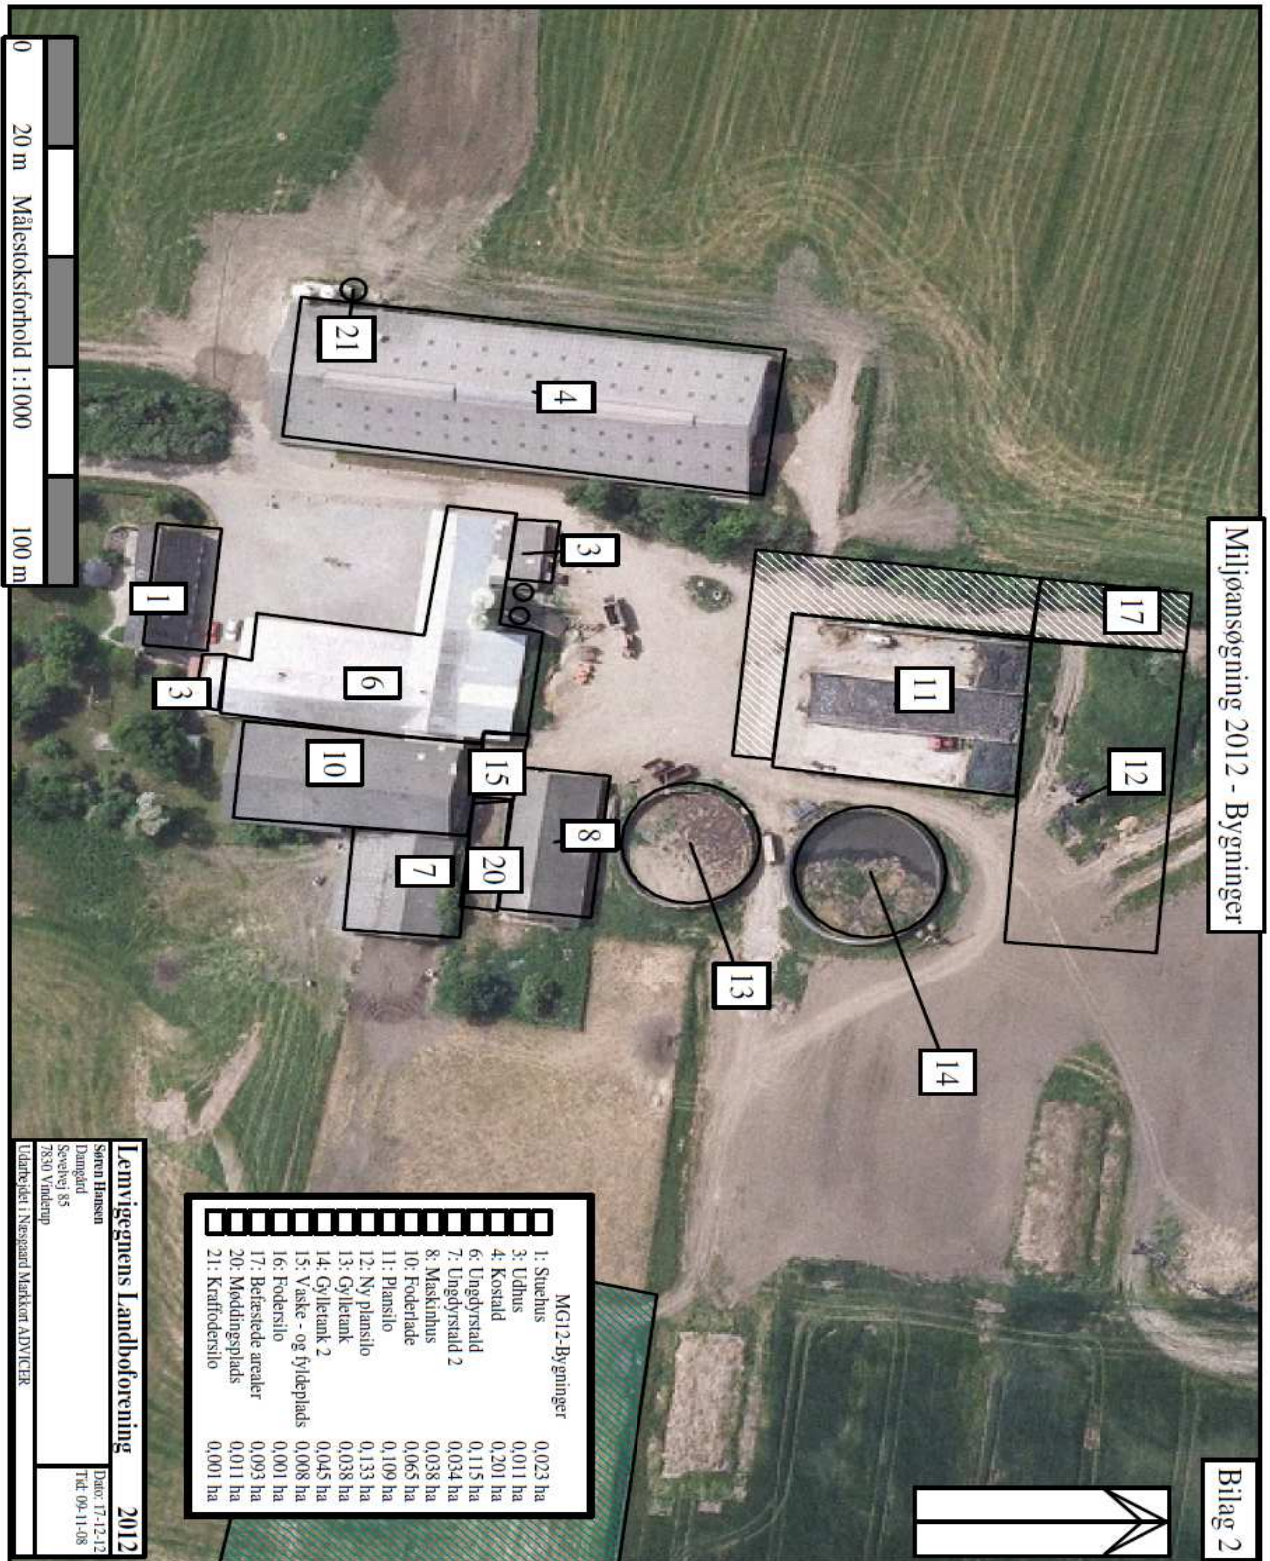 Miljøansøgning 2012 - Bygninger
Bilag 2
17
12
11
14
13
3
8
15
20
4
21
6
10
7
1
3
MG12-Bygninger
1: Stuehus 0,023 ha
3: Udhus 0,011 ha
4: Kostald 0,201 ha
6: Ungdyrstald 0,115 ha
7: Ungdyrstald 2 0,034 ha
8: Maskinhus 0,038 ha
10: Foderlade 0,065 ha
11: Plansilo 0,109 ha
12: Ny plansilo 0,133 ha
13: Gylletank 0,038 ha
14: Gylletank 2 0,045 ha
15: Vaske - og fyldeplads 0,008 ha
16: Fodersilo 0,001 ha
17: Befæstede arealer 0,093 ha
20: Møddingsplads 0,011 ha
21: Kraffodersilo 0,001 ha
0 20 m Målestoksforhold 1:1000 100 m
Lemvigegnens Landboforening 2012
Søren Hansen
Damgård
Sevelvej 85
7830 Vinderup
Dato: 17-12-12
Tid: 09-11-08
Udarbejdet i Næsgaard Markkort ADVICER